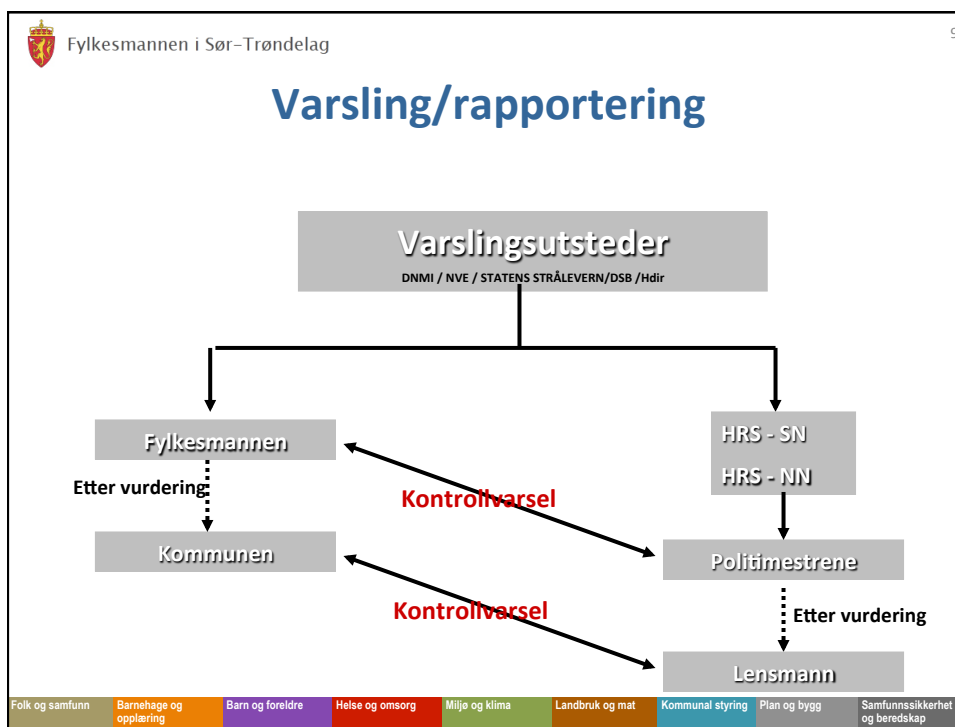 Fylkesmannen i Sør-Trøndelag
9
Varsling/rapportering
Varslingsutsteder
DNMI / NVE / STATENS STRÅLEVERN/DSB /Hdir
Fylkesmannen
HRS - SN
HRS - NN
Etter vurdering
Kontrollvarsel
Kommunen
Politimestrene
Kontrollvarsel
Etter vurdering
Lensmann
Folk og samfunn
Barnehage og
opplæring
Barn og foreldre
Helse og omsorg
Miljø og klima
Landbruk og mat
Kommunal styring
Plan og bygg
Samfunnssikkerhet
og beredskap